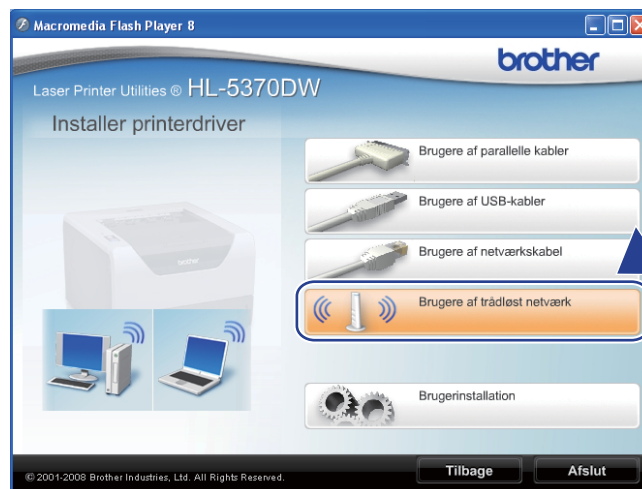 Macromedia Flash Player 8
brother
Laser Printer Utilities ® HL-5370DW
Installer printerdriver
Brugere af parallelle kabler
Brugere af USB-kabler
Brugere af netværkskabel
Brugere af trådløst netværk
Brugerinstallation
© 2001-2008 Brother Industries, Ltd. All Rights Reserved.
Tilbage
Afslut